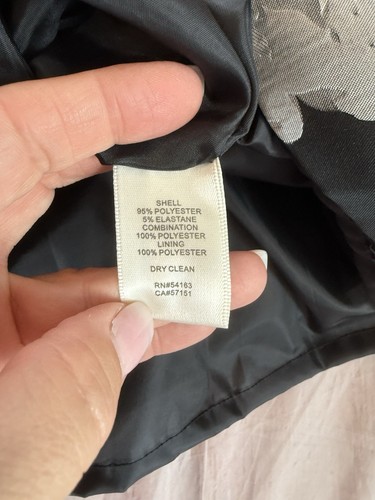 SHELL
95% POLYESTER
5% ELASTANE
COMBINATION
100% POLYESTER
LINING
100% POLYESTER
DRY CLEAN
RN#54163
CA#57151